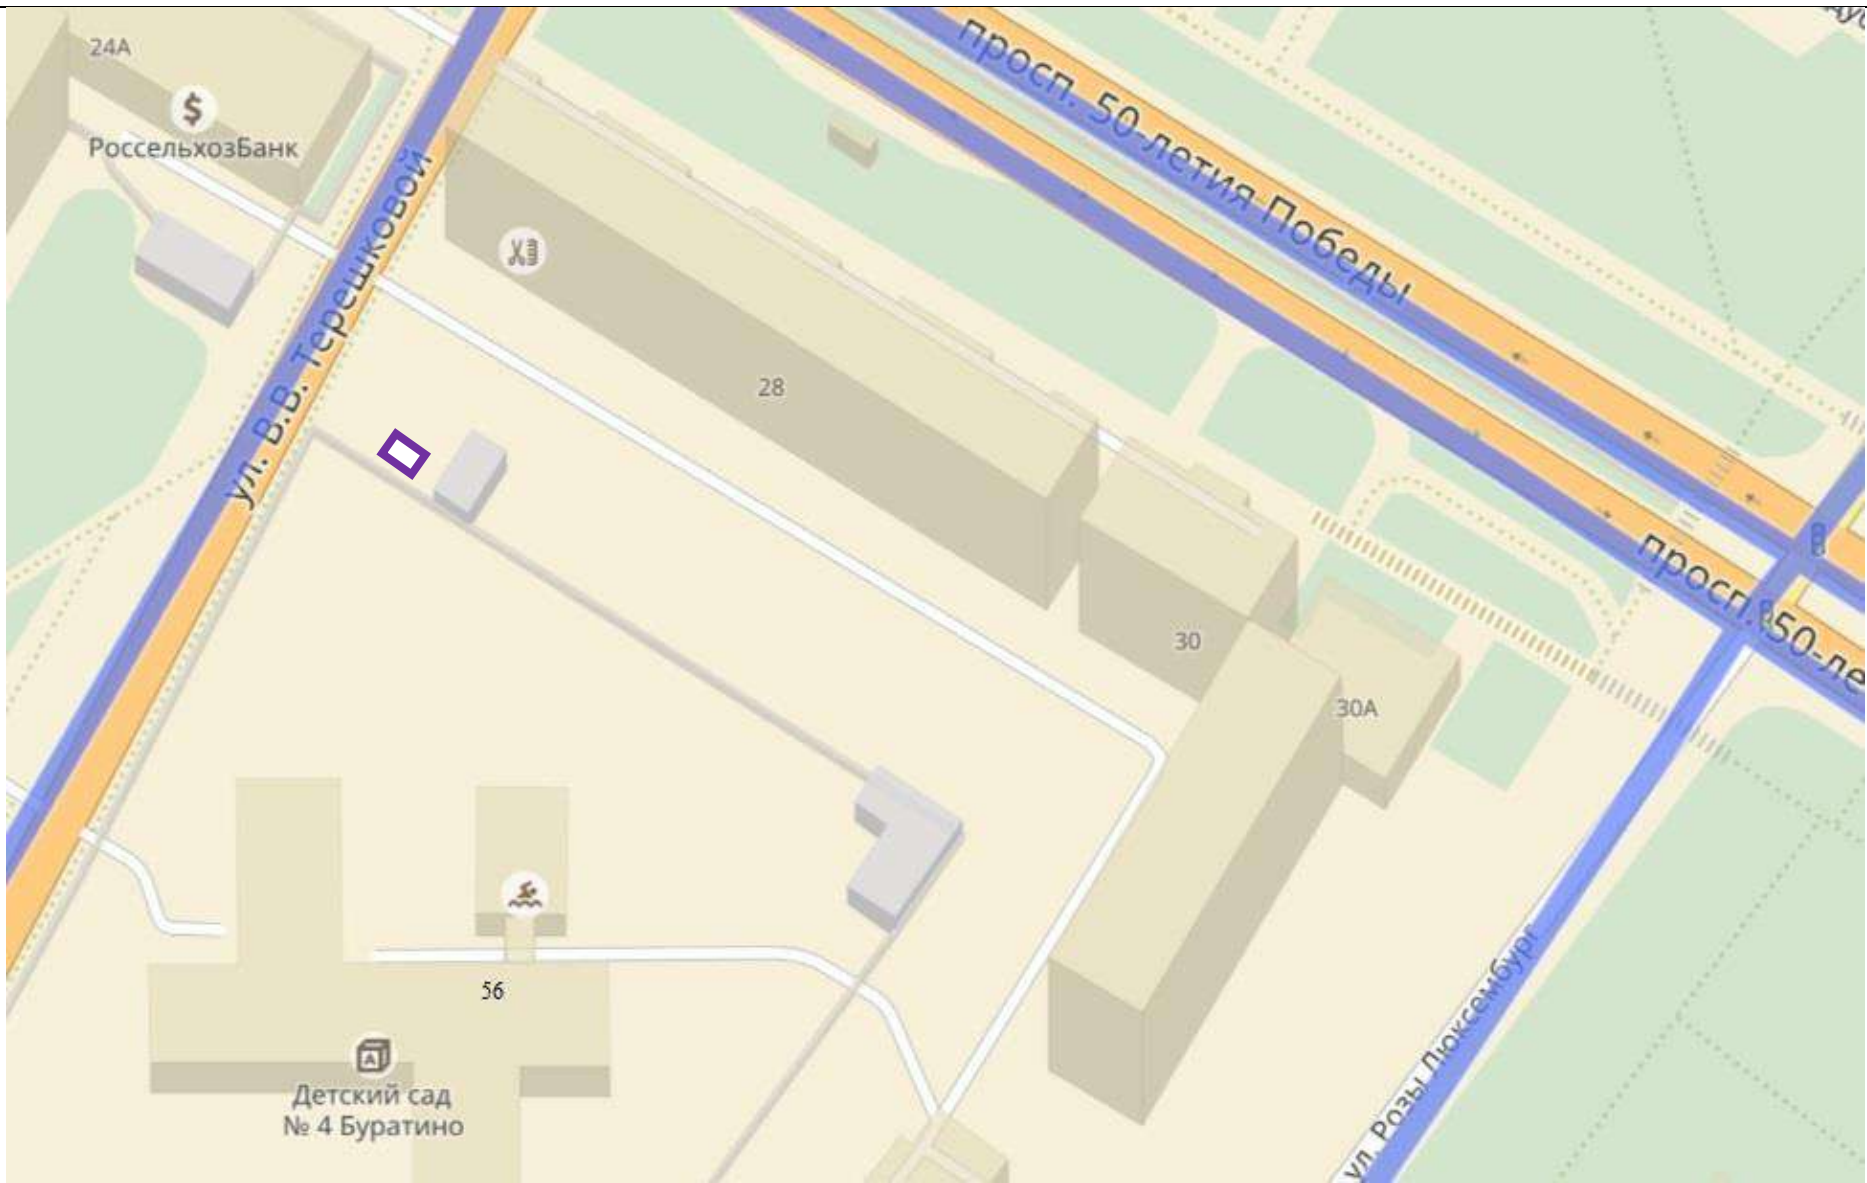 24А
РоссельхозБанк
просп. 50-летия Победы
ул. В.В. Терешковой
28
30
30А
просп. 50-ле
56
Детский сад
№ 4 Буратино
ул. Розы Люксембург